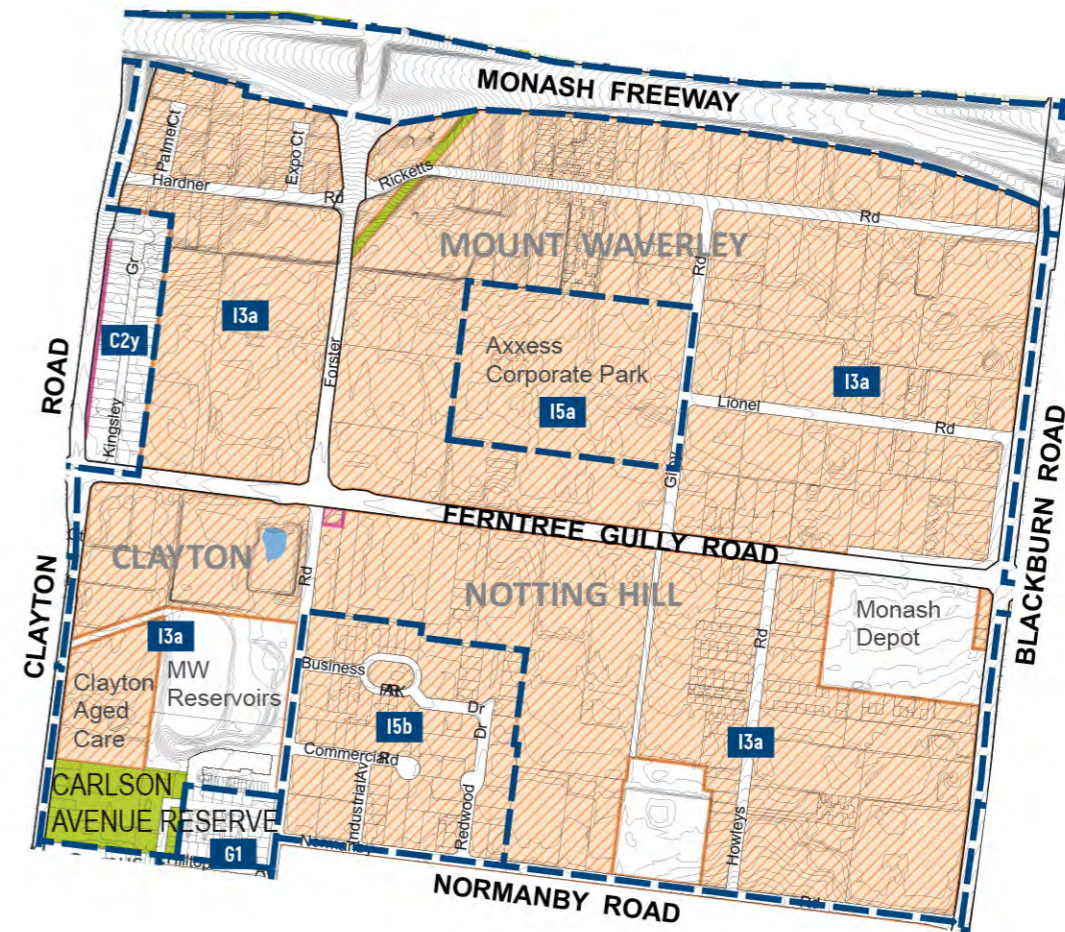 MONASH FREEWAY
Palmer Ct
Expo Ct
Hardner
Rd
Ricketts
Rd
MOUNT WAVERLEY
Gr
Rd
I3a
C2y
Forster
Axxess
Corporate Park
I5a
I3a
Lionel
Rd
ROAD
Kingsley
BLACKBURN ROAD
FERNTREE GULLY ROAD
CLAYTON
Rd
NOTTING HILL
Rd
Monash
Depot
CLAYTON
I3a
MW
Reservoirs
Clayton
Aged
Care
Business
Dr
Dr
I5b
I3a
Commercial
Rd
Industrial Av
Redwood
Howleys
CARLSON
AVENUE RESERVE
G1
Normanby
Rd
NORMANBY ROAD